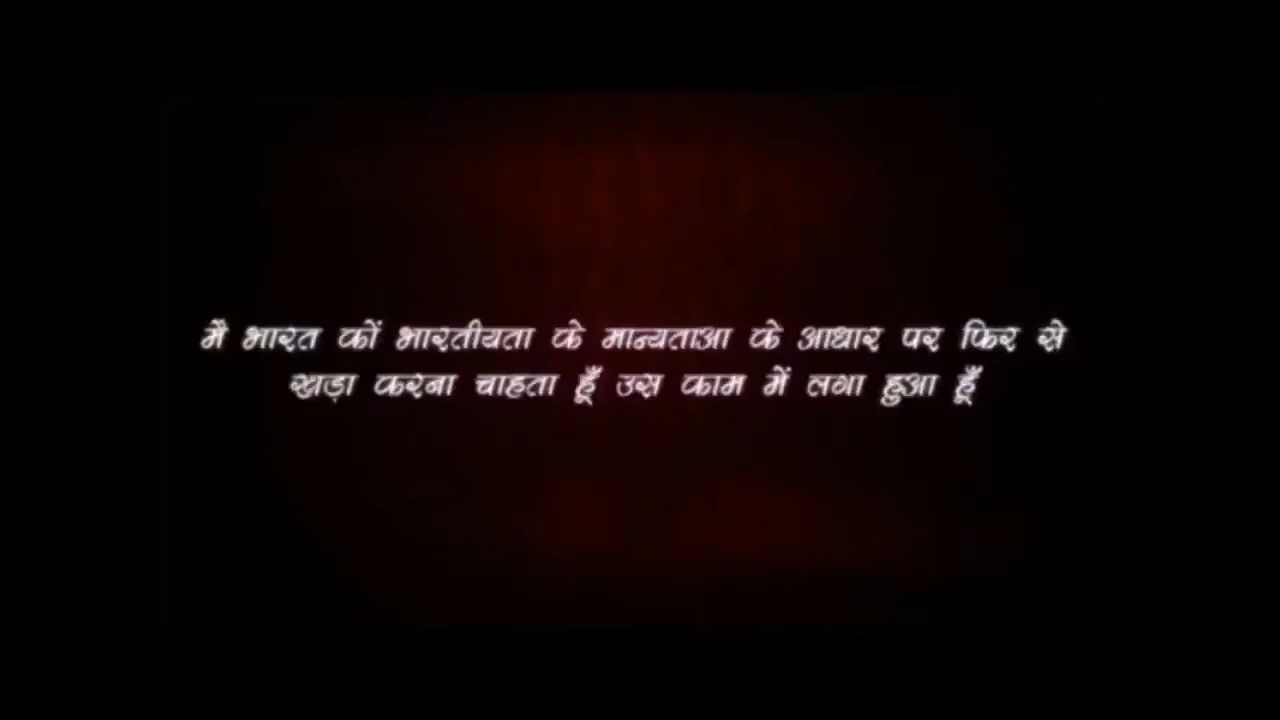 मै भारत कों भारतीयता के मान्यताआ के आधार पर फिर से
खड़ा करना चाहता हूँ उस काम में लगा हुआ हूँ